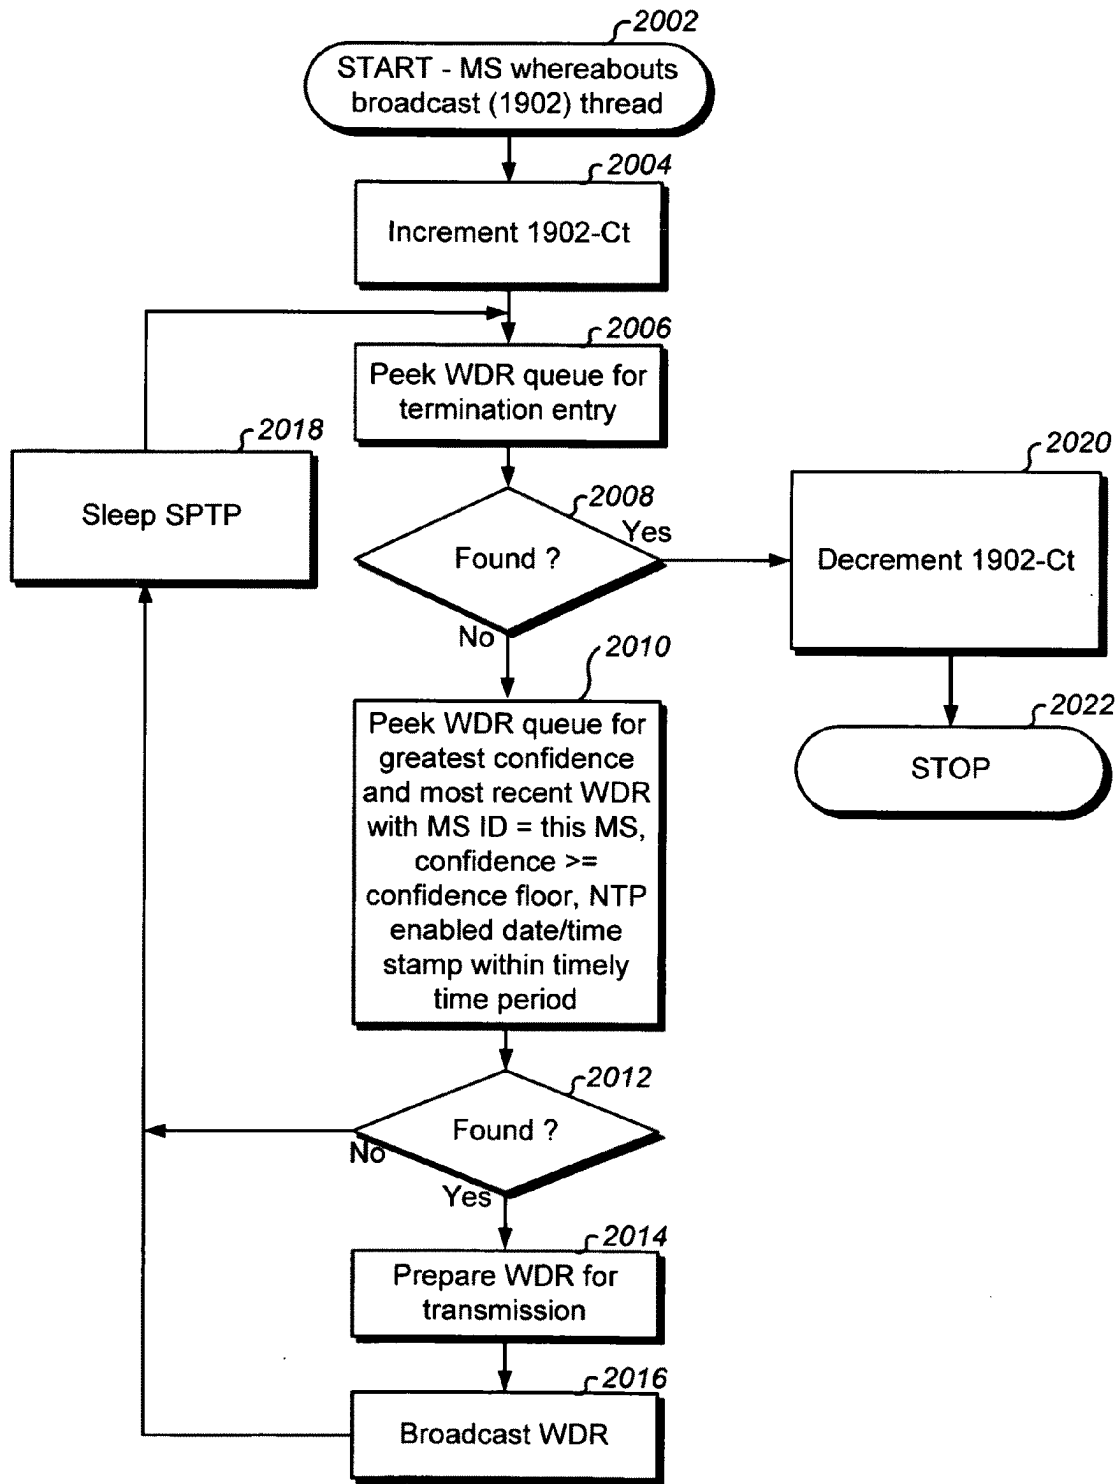 2002
START - MS whereabouts
broadcast (1902) thread
2004
Increment 1902-Ct
2006
Peek WDR queue for
termination entry
2018
Sleep SPTP
2008
Found ?
Yes
No
2020
Decrement 1902-Ct
2022
STOP
2010
Peek WDR queue for
greatest confidence
and most recent WDR
with MS ID = this MS,
confidence >=
confidence floor, NTP
enabled date/time
stamp within timely
time period
2012
Found ?
No
Yes
2014
Prepare WDR for
transmission
2016
Broadcast WDR